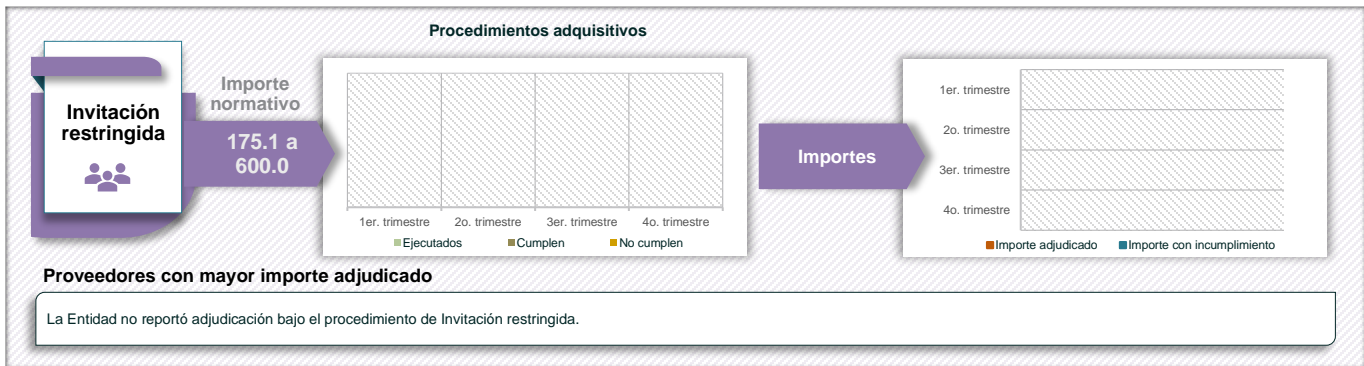 Procedimientos adquisitivos
Invitación
restringida
Importe
normativo
175.1 a
600.0
1er. trimestre
2o. trimestre
3er. trimestre
4o. trimestre
Ejecutados
Cumplen
No cumplen
Importes
1er. trimestre
2o. trimestre
3er. trimestre
4o. trimestre
Importe adjudicado
Importe con incumplimiento
Proveedores con mayor importe adjudicado
La Entidad no reportó adjudicación bajo el procedimiento de Invitación restringida.